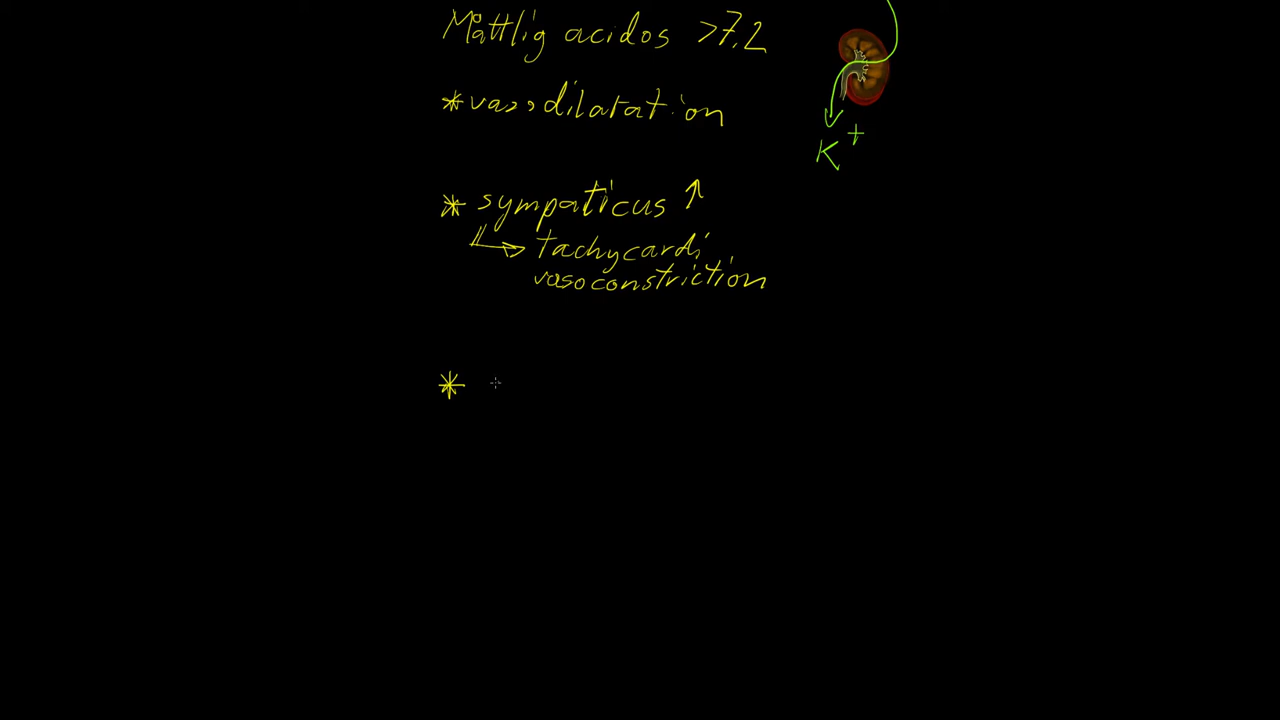 Måttlig acidos >7,2
* vasodilatation
K+
* sympaticus ↑
tachycardi
vasoconstriction
*